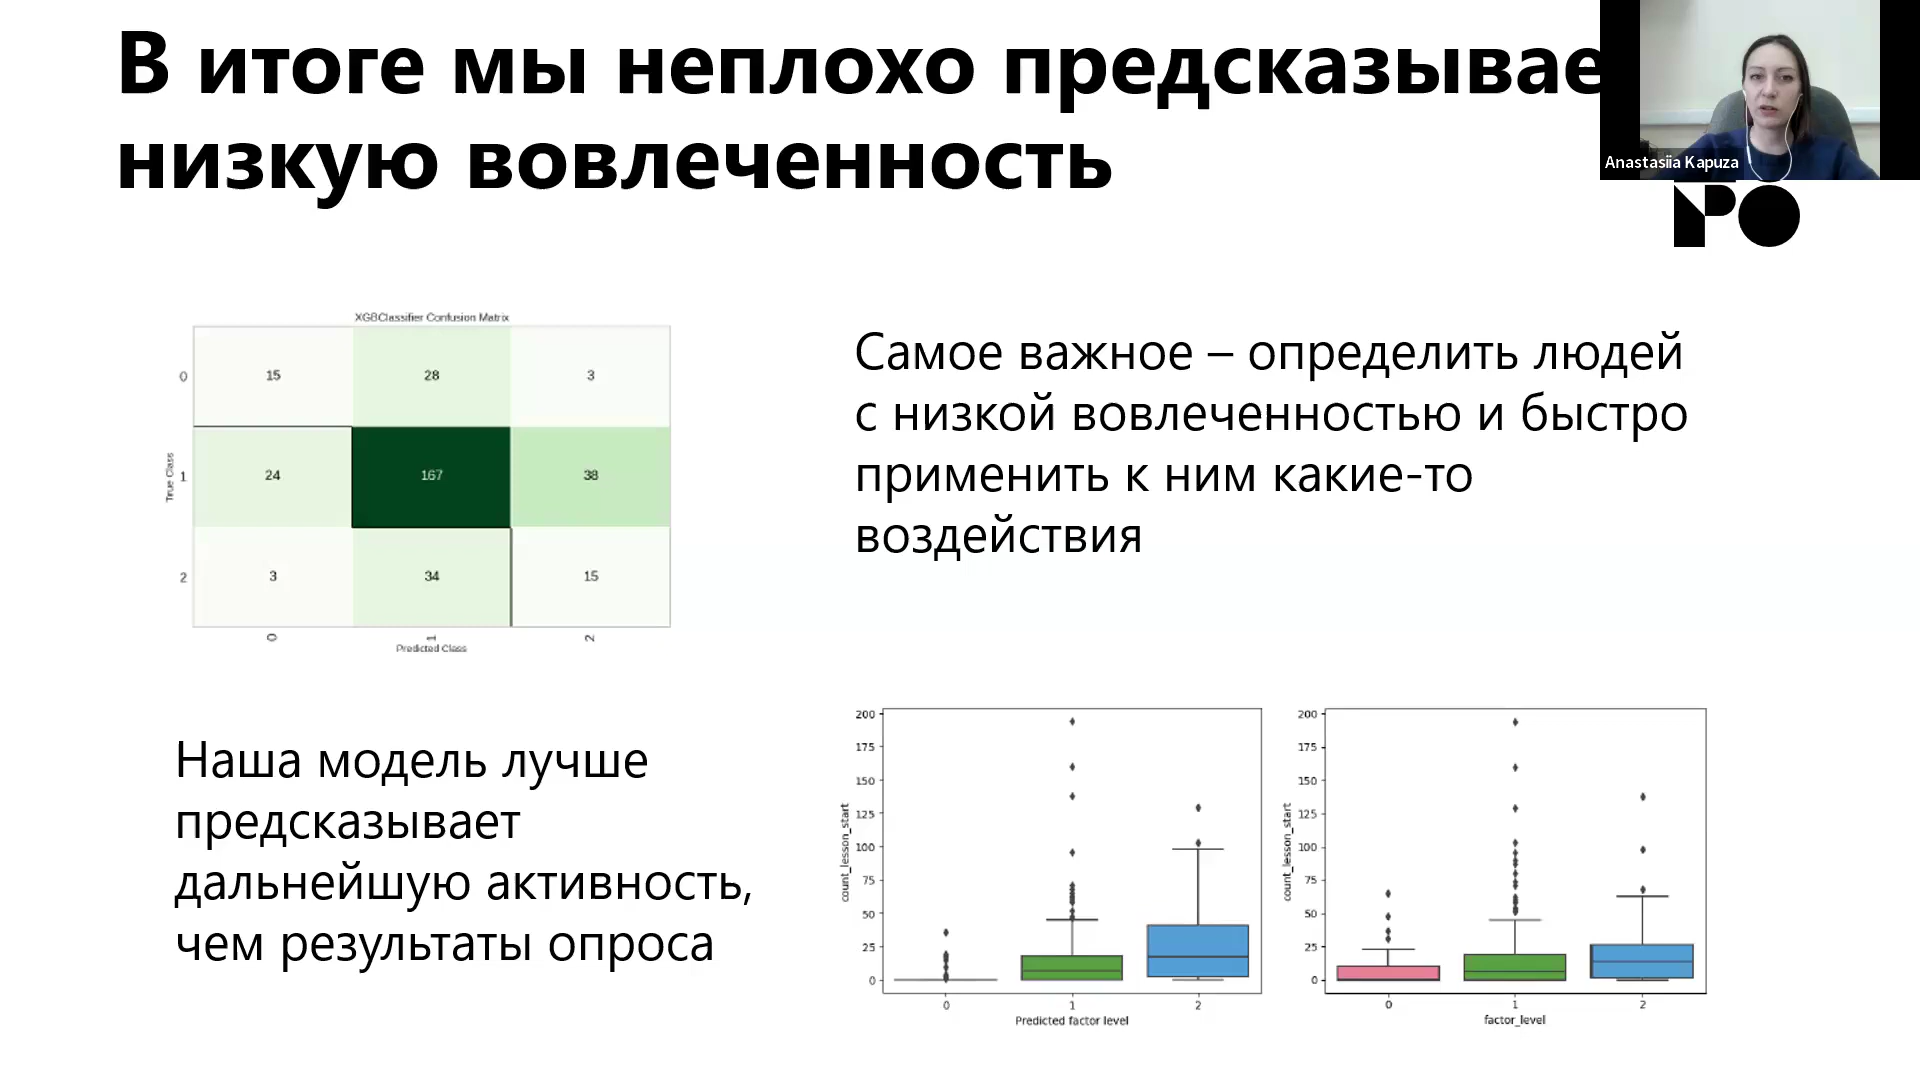 В итоге мы неплохо предсказывае
низкую вовлеченность
Anastasiia Kapuza
XGBClassifier Confusion Matrix
True Class
0
15 28 3
1
24 167 38
2
3 34 15
0 1 2
Predicted Class
Самое важное – определить людей
с низкой вовлеченностью и быстро
применить к ним какие-то
воздействия
Наша модель лучше
предсказывает
дальнейшую активность,
чем результаты опроса
count_lesson_start
200
175
150
125
100
75
50
25
0
0 1 2
Predicted factor level
count_lesson_start
200
175
150
125
100
75
50
25
0
0 1 2
factor_level